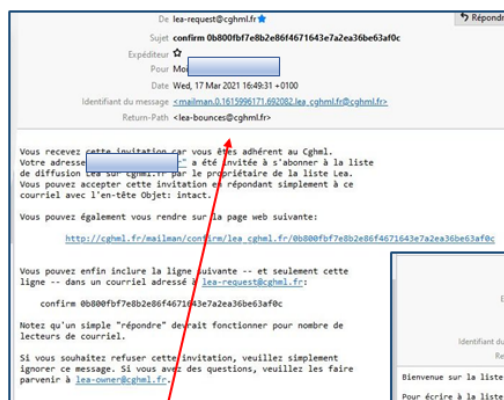 De lea-request@cghml.fr
Répondr
Sujet confirm 0b800fbf7e8b2e86f4671643e7a2ea36be63af0c
Expéditeur
Pour Moi
Date Wed, 17 Mar 2021 16:49:31 +0100
Identifiant du message <mailman.0.1615996171.692082.lea_cghml.fr@cghml.fr>
Return-Path <lea-bounces@cghml.fr>
Vous recevez cette invitation car vous êtes adhérent au Cghml.
Votre adresse " a été invitée à s'abonner à la liste
de diffusion Lea sur cghml.fr par le propriétaire de la liste Lea.
Vous pouvez accepter cette invitation en répondant simplement à ce
courriel avec l'en-tête Objet: intact.
Vous pouvez également vous rendre sur la page web suivante:
http://cghml.fr/mailman/confirm/lea_cghml.fr/0b800fbf7e8b2e86f4671643e7a2ea36be63af0c
Vous pouvez enfin inclure la ligne suivante -- et seulement cette
ligne -- dans un courriel adressé à lea-request@cghml.fr:
confirm 0b800fbf7e8b2e86f4671643e7a2ea36be63af0c
Notez qu'un simple "répondre" devrait fonctionner pour nombre de
lecteurs de courriel.
Si vous souhaitez refuser cette invitation, veuillez simplement
ignorer ce message. Si vous avez des questions, veuillez les faire
parvenir à lea-owner@cghml.fr.
E
Identifiant du
Re
Bienvenue sur la liste
Pour écrire à la liste